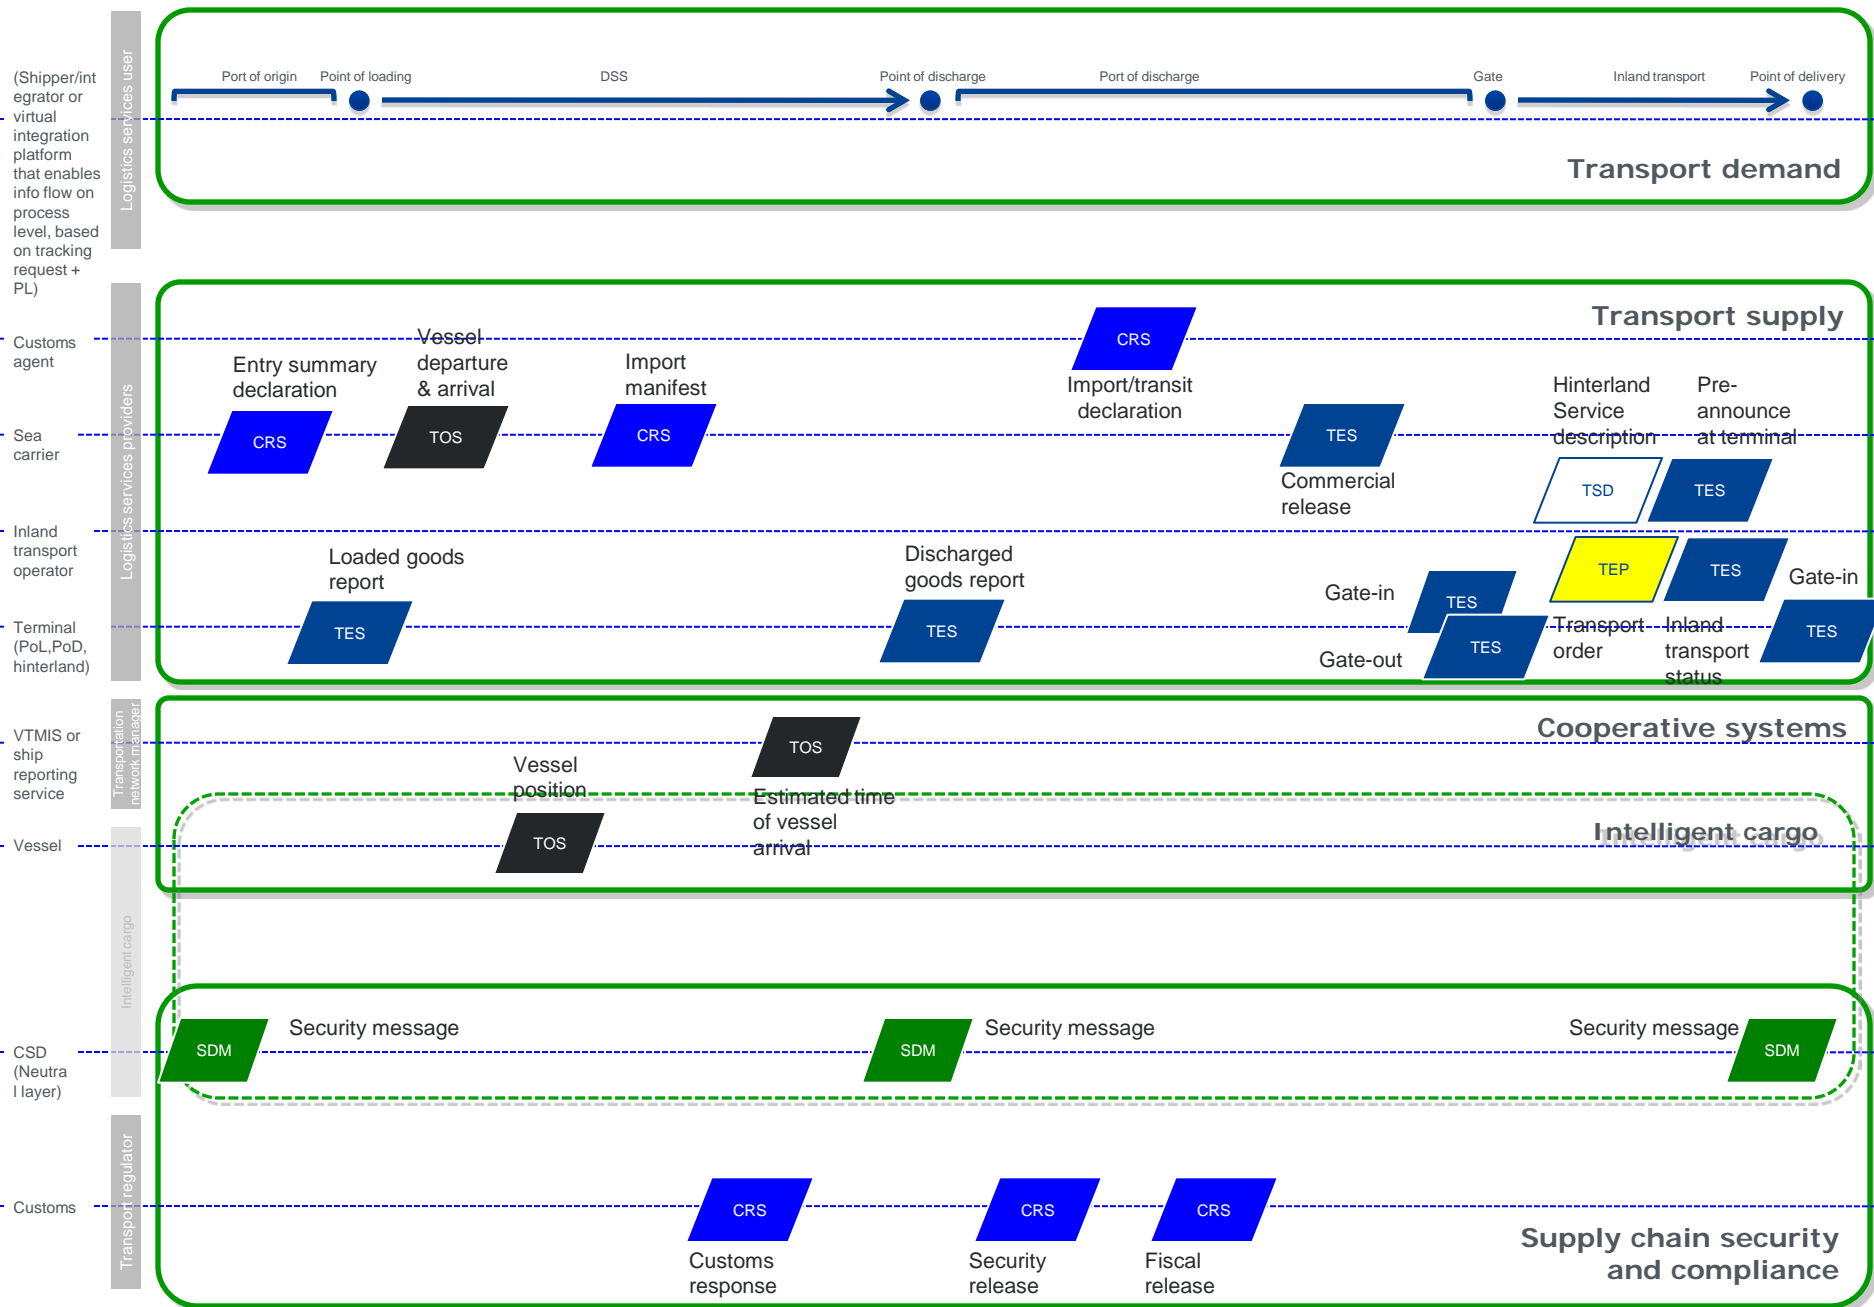 (Shipper/int
egrator or
virtual
integration
platform
that enables
info flow on
process
level, based
on tracking
request +
PL)
Logistics services user
Port of origin
Point of loading
DSS
Point of discharge
Port of discharge
Gate
Inland transport
Point of delivery
Transport demand
Logistics services providers
Transport supply
Customs
agent
CRS
Import/transit
declaration
Entry summary
declaration
Vessel
departure
& arrival
Import
manifest
Hinterland
Service
description
Pre-
announce
at terminal
Sea
carrier
CRS
TOS
CRS
TES
Commercial
release
TSD
TES
Inland
transport
operator
Loaded goods
report
Discharged
goods report
Gate-in
TES
TEP
TES
Gate-in
Terminal
(PoL,PoD,
hinterland)
TES
TES
Gate-out
TES
Transport
order
Inland
transport
status
TES
Transportation
network manager
Cooperative systems
VTMIS or
ship
reporting
service
TOS
Vessel
position
Estimated time
of vessel
arrival
Intelligent cargo
Vessel
TOS
Intelligent cargo
CSD
(Neutra
l layer)
SDM
Security message
SDM
Security message
Security message
SDM
Transport regulator
Customs
CRS
Customs
response
CRS
Security
release
CRS
Fiscal
release
Supply chain security
and compliance